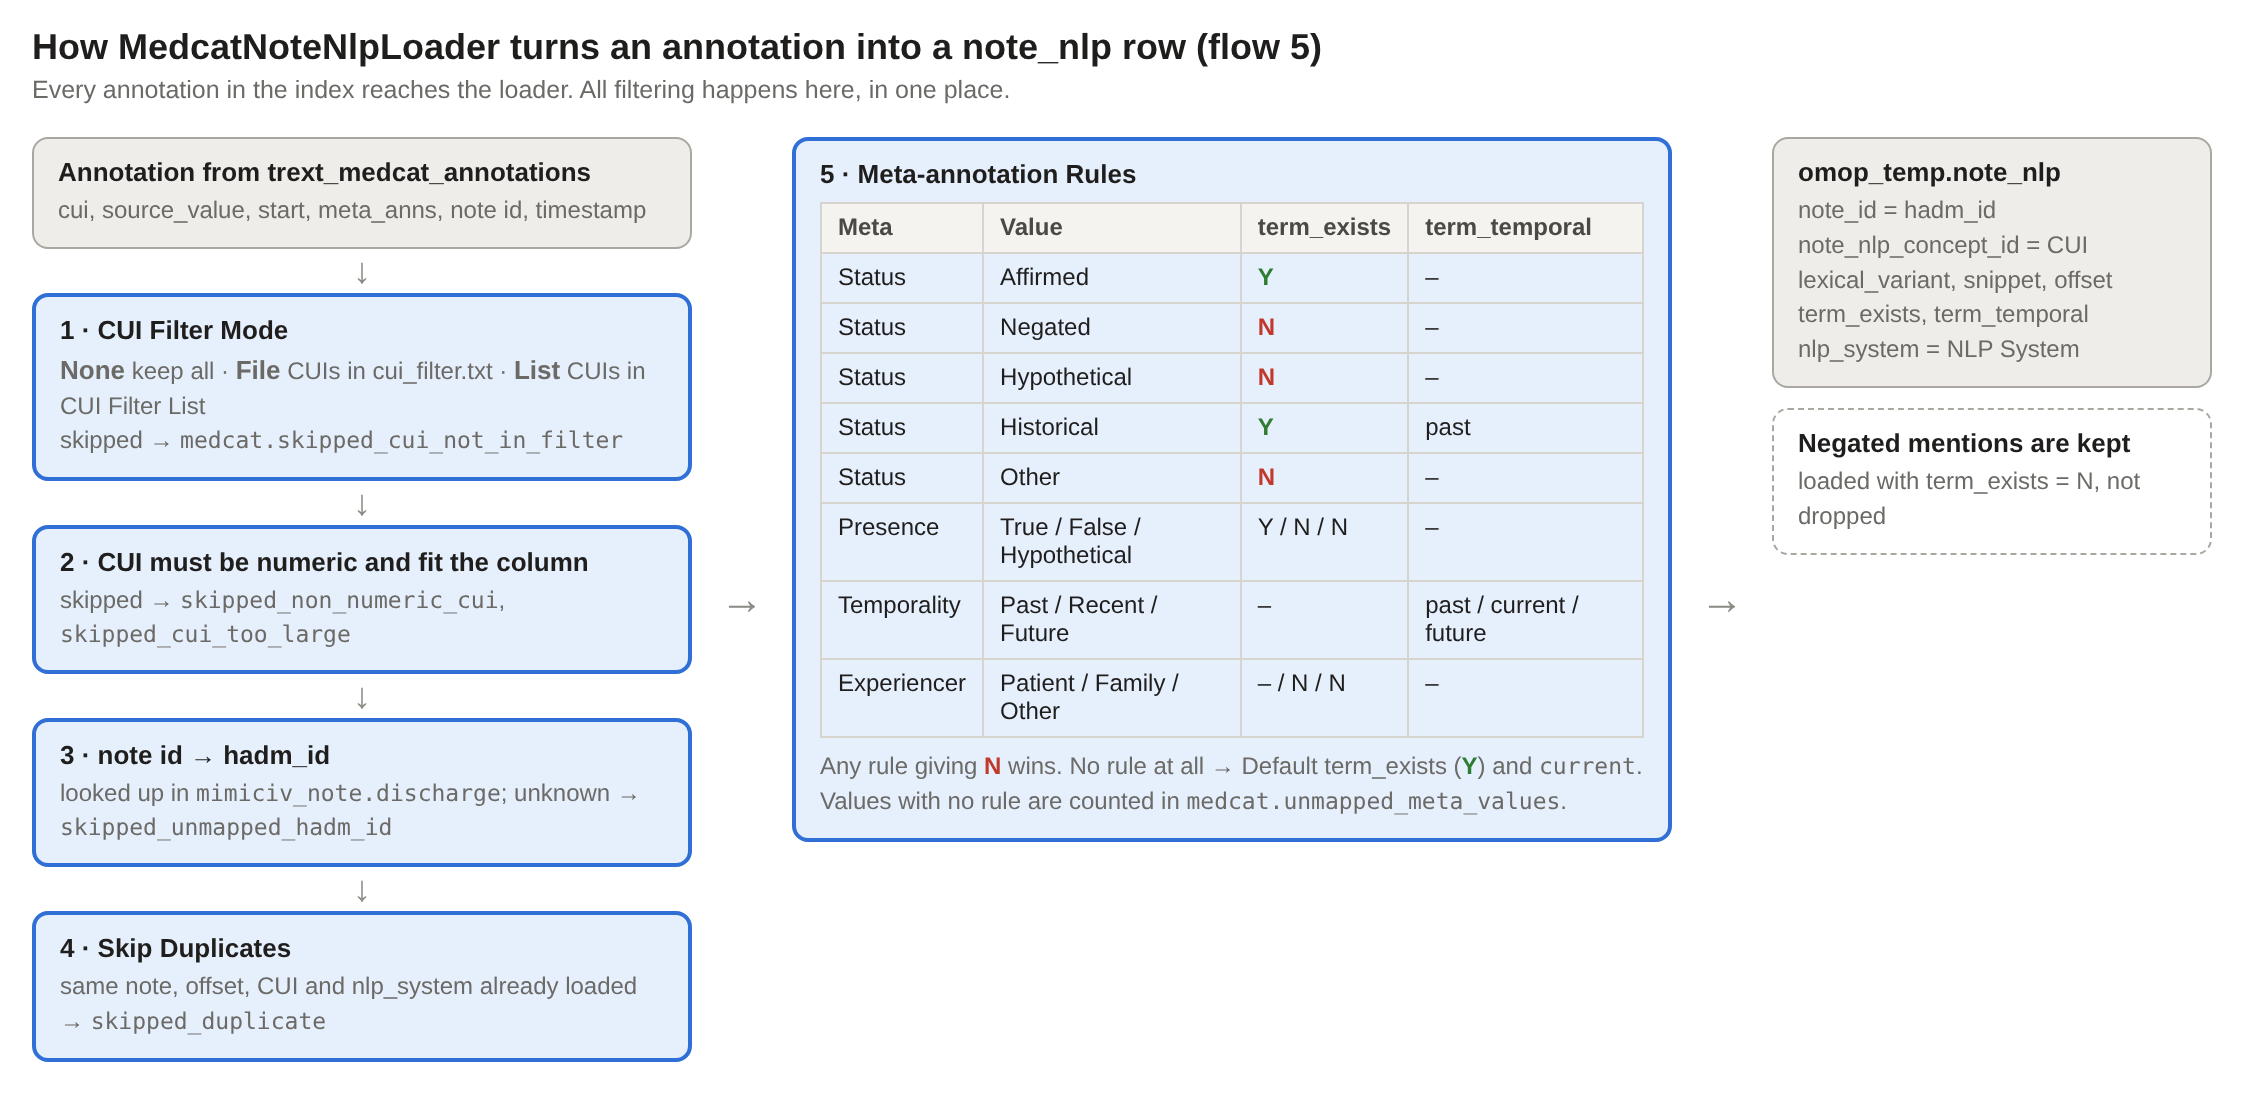 How MedcatNoteNlpLoader turns an annotation into a note_nlp row (flow 5)
Every annotation in the index reaches the loader. All filtering happens here, in one place.
Annotation from trext_medcat_annotations
cui, source_value, start, meta_anns, note id, timestamp
↓
1 · CUI Filter Mode
None keep all · File CUIs in cui_filter.txt · List CUIs in
CUI Filter List
skipped → medcat.skipped_cui_not_in_filter
↓
2 · CUI must be numeric and fit the column
skipped → skipped_non_numeric_cui,
skipped_cui_too_large
↓
3 · note id → hadm_id
looked up in mimiciv_note.discharge; unknown →
skipped_unmapped_hadm_id
↓
4 · Skip Duplicates
same note, offset, CUI and nlp_system already loaded
→ skipped_duplicate
→
5 · Meta-annotation Rules
Meta Value term_exists term_temporal
Status Affirmed Y –
Status Negated N –
Status Hypothetical N –
Status Historical Y past
Status Other N –
Presence True / False / Y / N / N –
Hypothetical
Temporality Past / Recent / – past / current /
Future future
Experiencer Patient / Family / – / N / N –
Other
Any rule giving N wins. No rule at all → Default term_exists (Y) and current.
Values with no rule are counted in medcat.unmapped_meta_values.
→
omop_temp.note_nlp
note_id = hadm_id
note_nlp_concept_id = CUI
lexical_variant, snippet, offset
term_exists, term_temporal
nlp_system = NLP System
Negated mentions are kept
loaded with term_exists = N, not
dropped